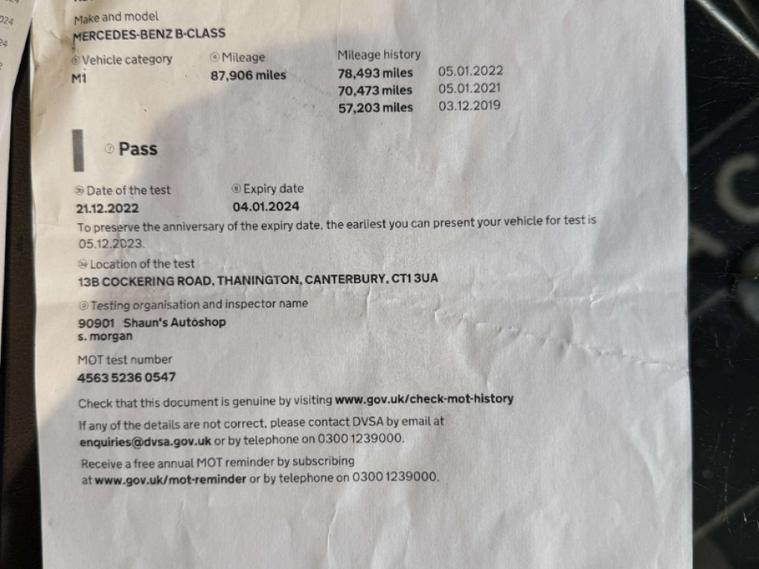 024
024
24
Make and model
MERCEDES-BENZ B-CLASS
Vehicle category
Mileage
Mileage history
M1
87,906 miles
78,493 miles 05.01.2022
70,473 miles 05.01.2021
57,203 miles 03.12.2019
Pass
Date of the test
Expiry date
21.12.2022
04.01.2024
To preserve the anniversary of the expiry date, the earliest you can present your vehicle for test is
05.12.2023.
Location of the test
13B COCKERING ROAD, THANINGTON, CANTERBURY, CT1 3UA
Testing organisation and inspector name
90901 Shaun's Autoshop
s. morgan
MOT test number
4563 5236 0547
Check that this document is genuine by visiting www.gov.uk/check-mot-history
If any of the details are not correct, please contact DVSA by email at
enquiries@dvsa.gov.uk or by telephone on 0300 1239000.
Receive a free annual MOT reminder by subscribing
at www.gov.uk/mot-reminder or by telephone on 0300 1239000.